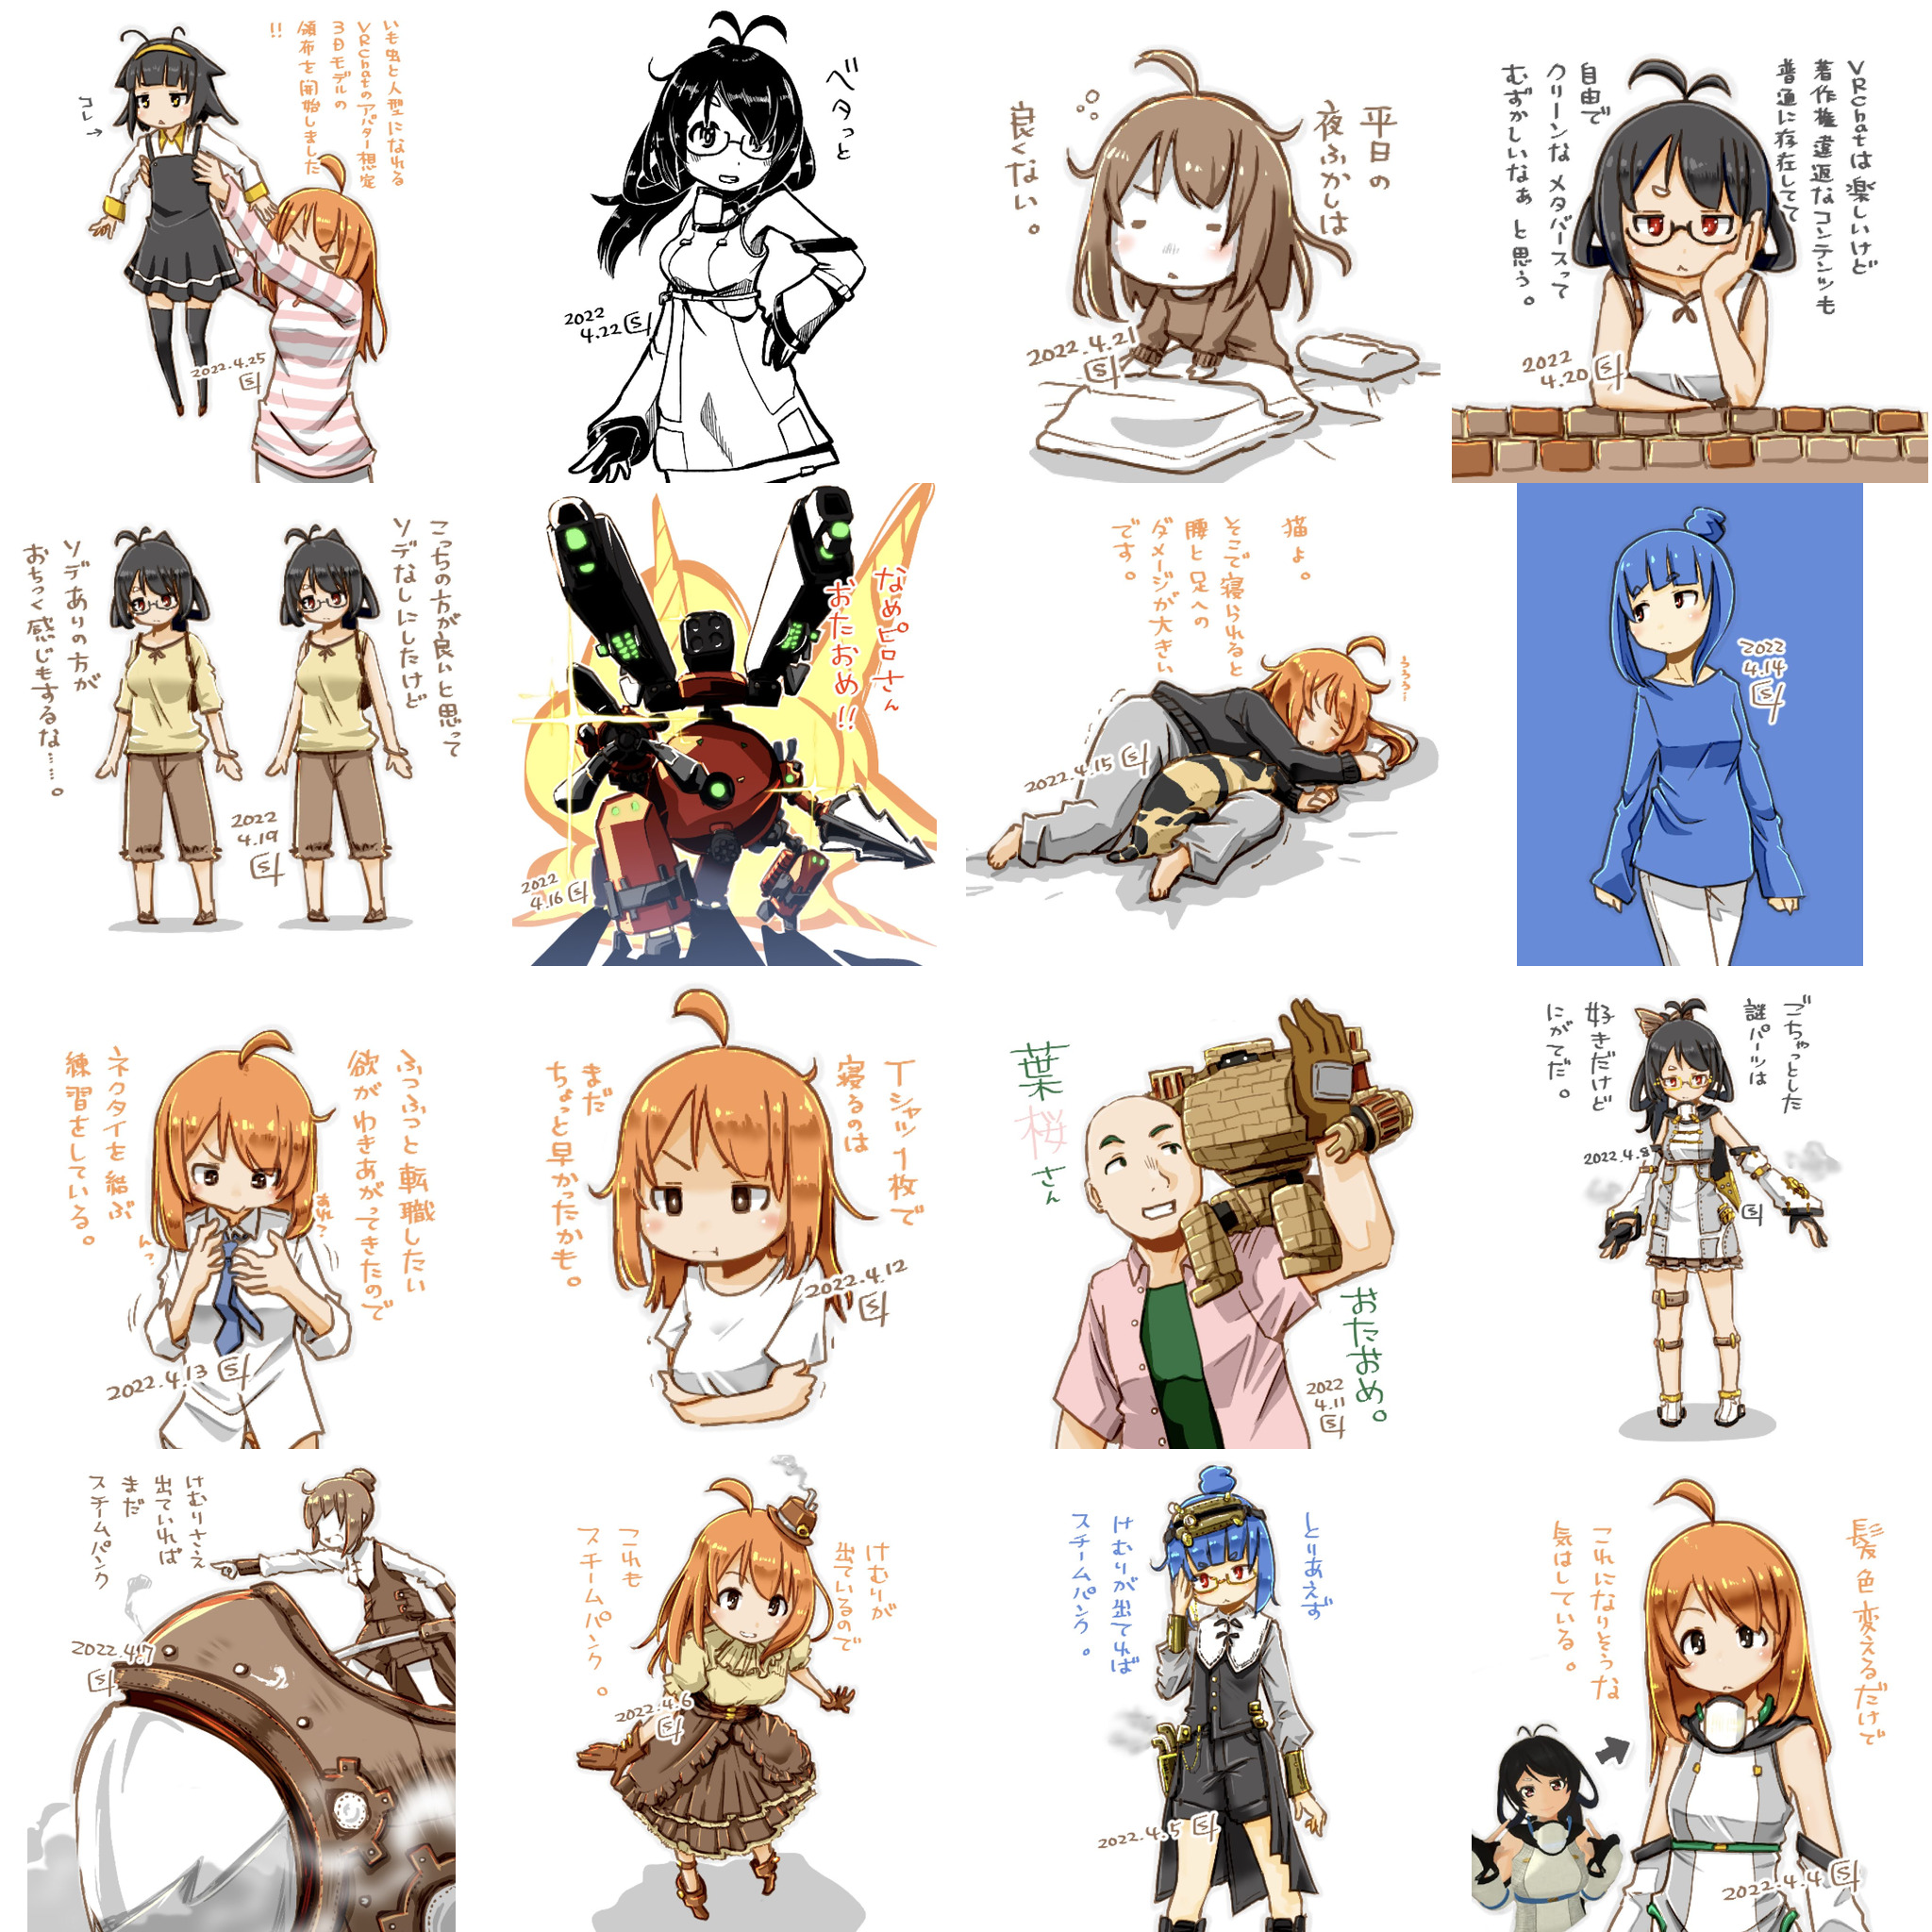 いも虫と人型になれる
VRChatのアバター想定
3Dモデルの
頒布を開始しました
!!
コレ→
2022.4.25
ベタっと
2022
4.22
平日の
夜ふかしは
良くない。
2022.4.21
VRChatは楽しいけど
著作権違反なコンテンツも
普通に存在してて
自由で
クリーンなメタバースって
むずかしいなぁと思う。
2022
4.20
こっちの方が良いと思って
ソデなしにしたけど
ソデありの方が
おちつく感じもするな……。
2022
4.19
なめピロさん
おたおめ!!
2022
4.16
猫よ。
そこで寝られると
腰と足への
ダメージが大きい
です。
うろろ…
2022.4.15
2022
4.14
ふつふつと転職したい
欲がわきあがってきたので
ネクタイを結ぶ
練習をしている。
あれ?
んっ
2022.4.13
Tシャツ1枚で
寝るのは
まだ
ちょっと早かったかも。
2022.4.12
葉桜さん
おたおめ。
2022
4.11
ごちゃっとした
謎パーツは
好きだけど
にがてだ。
2022.4.8
けむりさえ
出ていれば
まだ
スチームパンク
2022.4.7
けむりが
出ているので
これも
スチームパンク。
2022.4.6
とりあえず
けむりが出てれば
スチームパンク。
2022.4.5
髪色変えるだけで
これになりそうな
気はしている。
2022.4.4